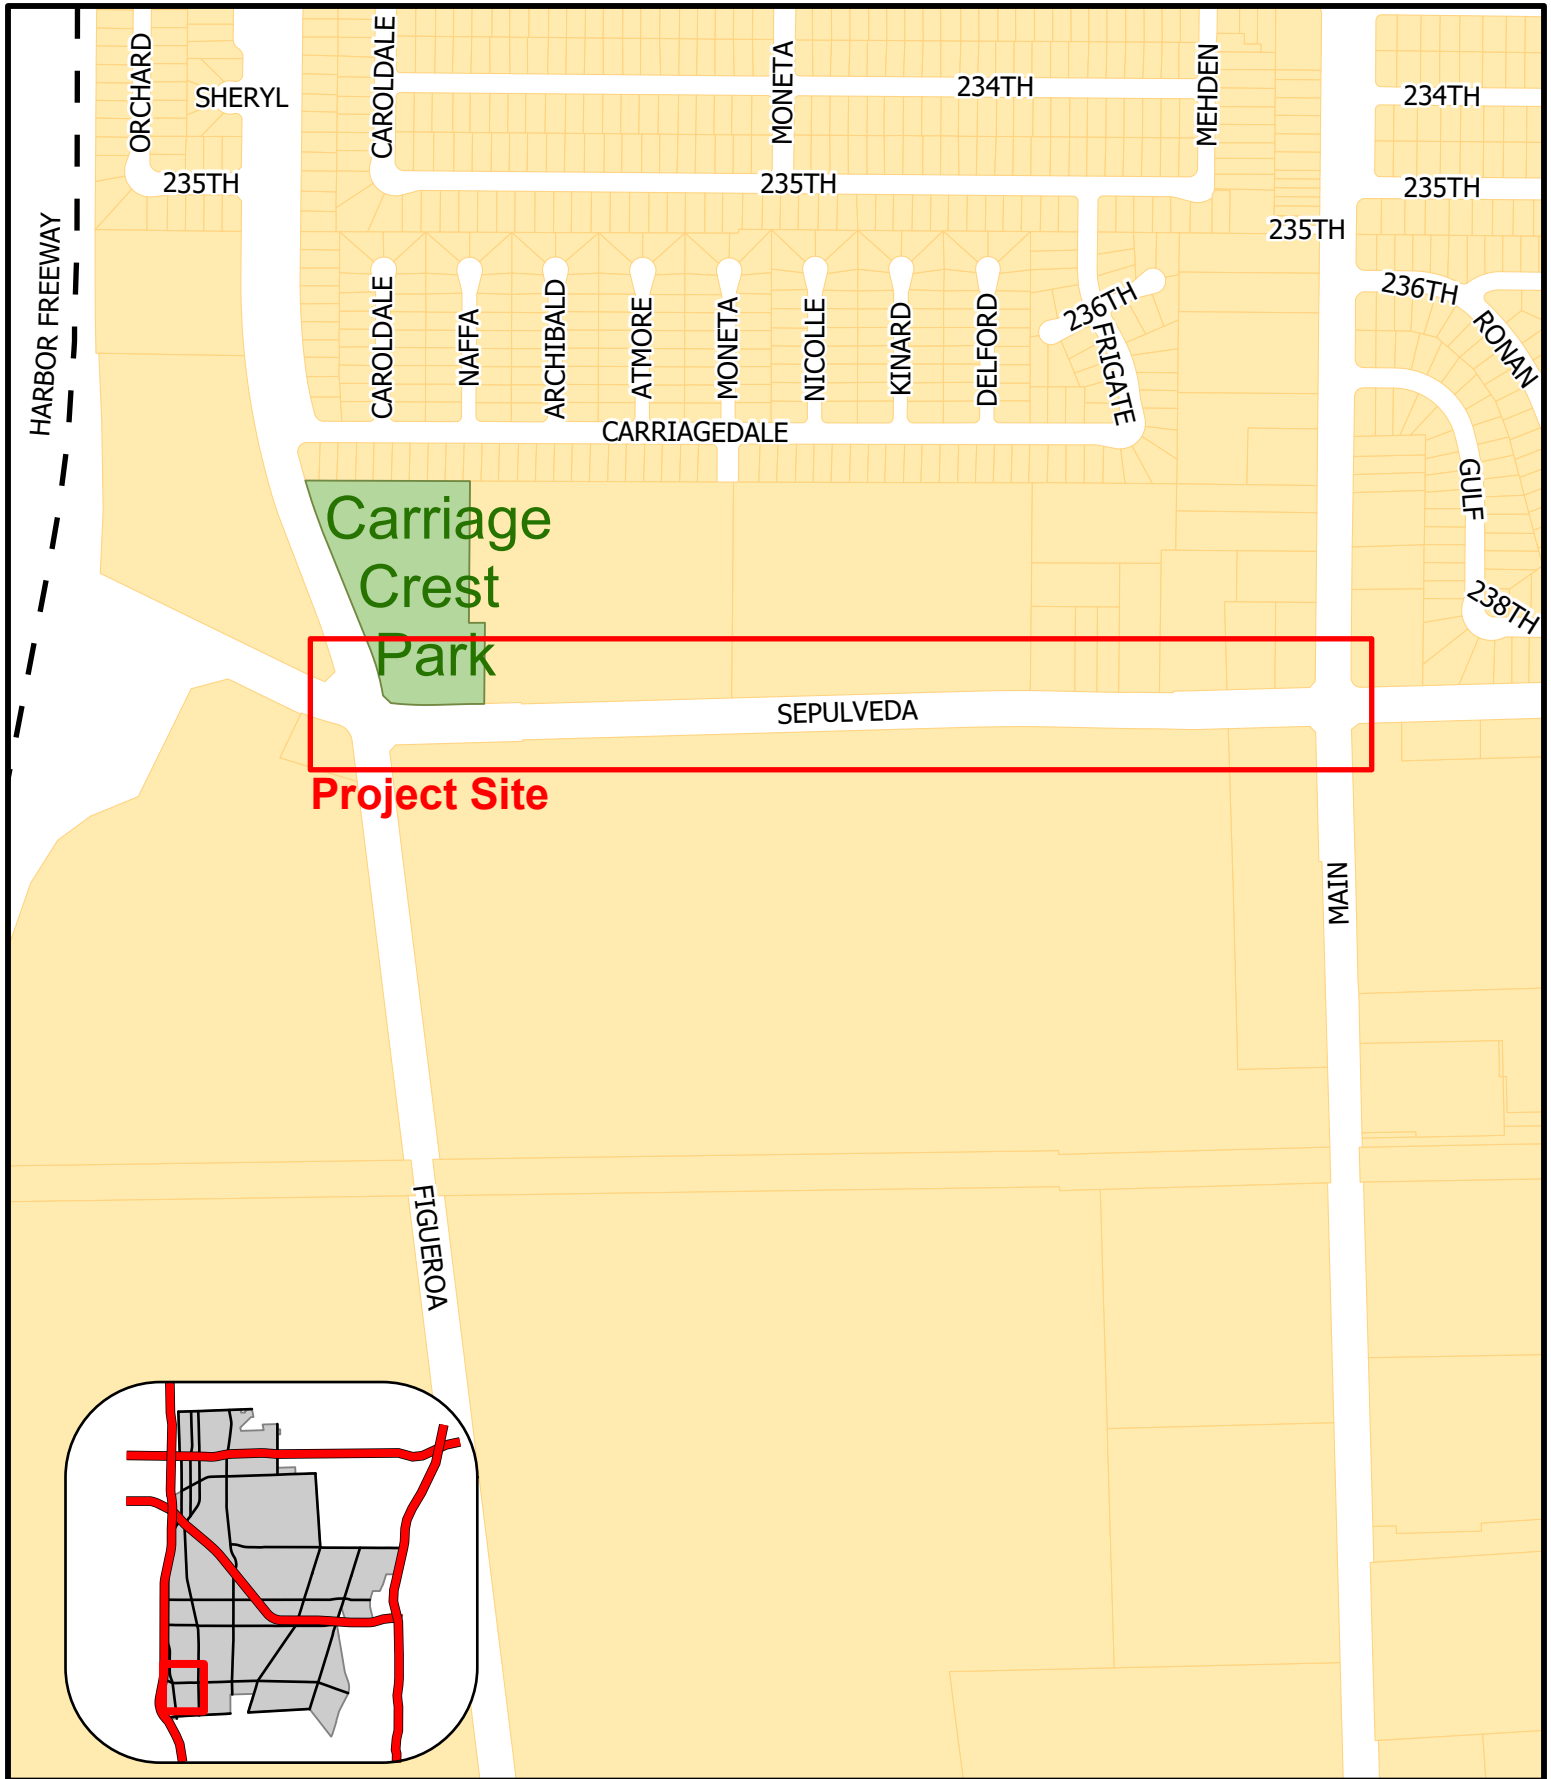 ORCHARD
SHERYL
CAROLDALE
MONETA
234TH
MEHDEN
234TH
235TH
235TH
235TH
235TH
HARBOR FREEWAY
CAROLDALE
NAFFA
ARCHIBALD
ATMORE
MONETA
NICOLLE
KINARD
DELFORD
236TH
FRIGATE
236TH
RONAN
CARRIAGEDALE
GULF
238TH
Carriage
Crest
Park
SEPULVEDA
Project Site
MAIN
FIGUEROA